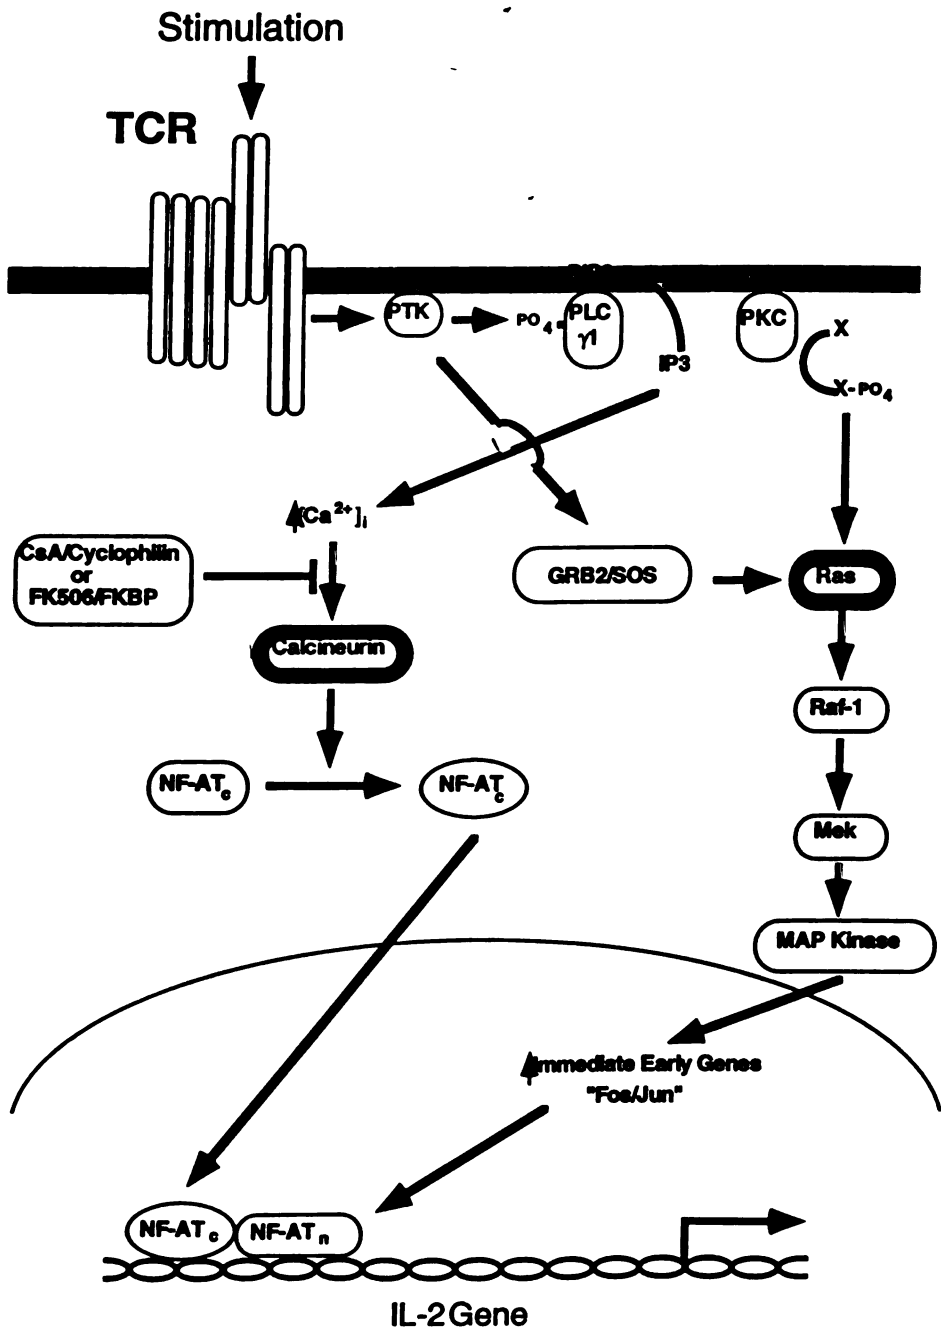 Stimulation
TCR
PTK
PO4
PLC
γ1
IP3
PKC
X
X-PO4
[Ca2+]i
CsA/Cyclophilin
or
FK506/FKBP
GRB2/SOS
Ras
Calcineurin
Raf-1
NF-ATc
NF-ATc
Mek
MAP Kinase
Immediate Early Genes
"Fos/Jun"
NF-ATc
NF-ATn
IL-2 Gene